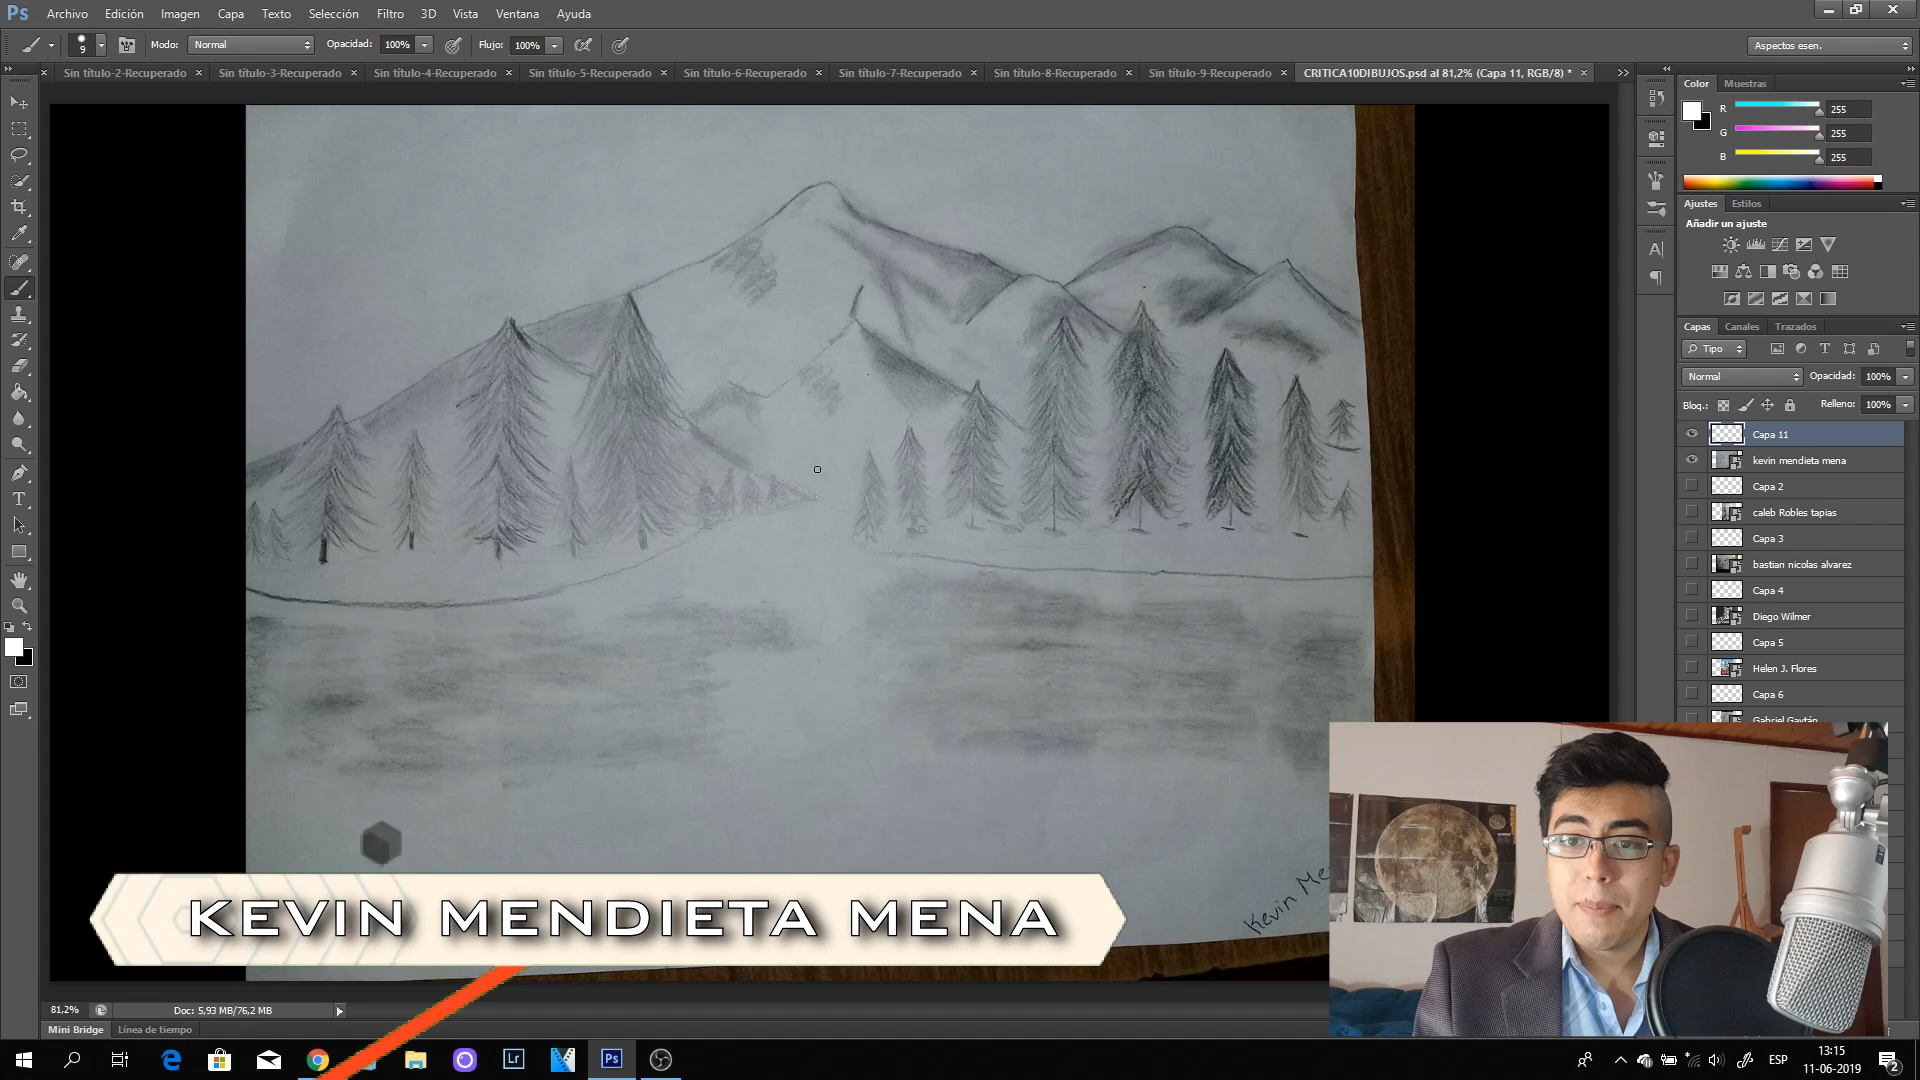 Ps Archivo Edición Imagen Capa Texto Selección Filtro 3D Vista Ventana Ayuda
9 Modo: Normal Opacidad: 100% Flujo: 100% Aspectos esen.
Sin título-2-Recuperado × Sin título-3-Recuperado × Sin título-4-Recuperado × Sin título-5-Recuperado × Sin título-6-Recuperado × Sin título-7-Recuperado × Sin título-8-Recuperado × Sin título-9-Recuperado × CRITICA10DIBUJOS.psd al 81,2% (Capa 11, RGB/8) * ×
Color Muestras
R 255
G 255
B 255
Ajustes Estilos
Añadir un ajuste
Capas Canales Trazados
Tipo
Normal Opacidad: 100%
Bloq.: Relleno: 100%
Capa 11
kevin mendieta mena
Capa 2
caleb Robles tapias
Capa 3
bastian nicolas alvarez
Capa 4
Diego Wilmer
Capa 5
Helen J. Flores
Capa 6
Gabriel Gaytán
Kevin Me
KEVIN MENDIETA MENA
81,2% Doc: 5,93 MB/76,2 MB
Mini Bridge Línea de tiempo
Lr Ps ESP 13:15
11-06-2019 2